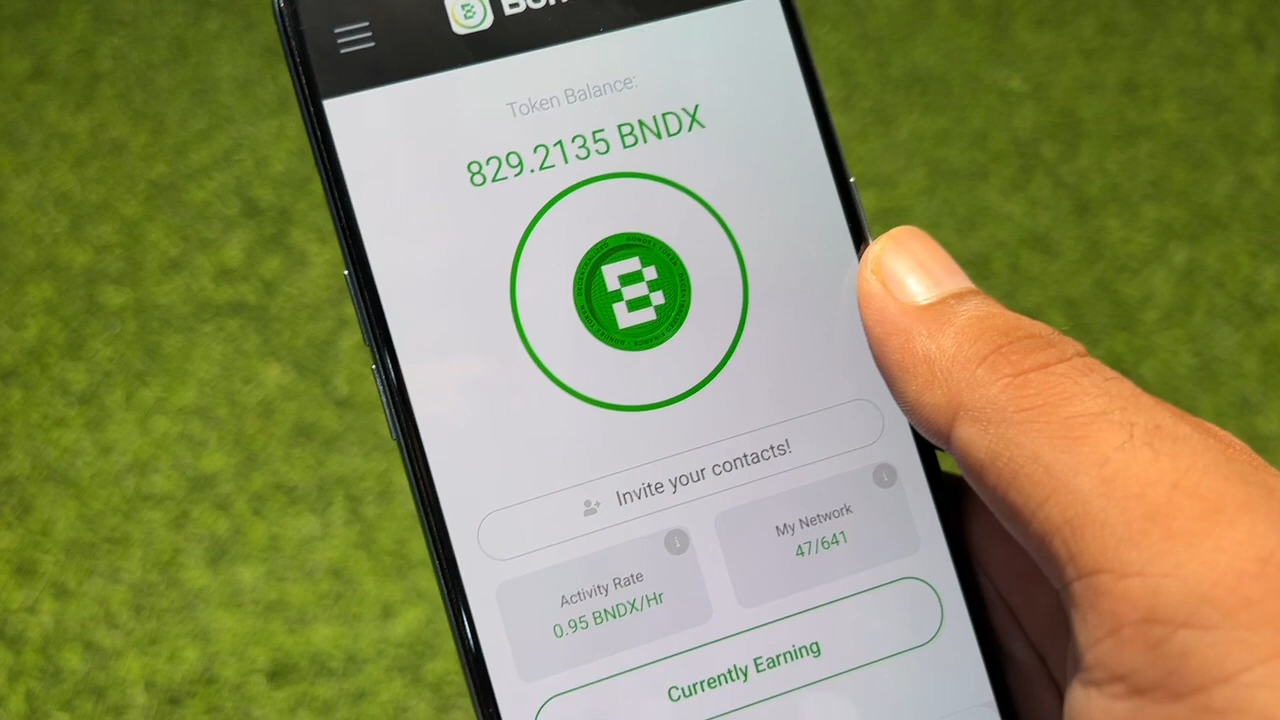 Token Balance:
829.2135 BNDX
Invite your contacts!
Activity Rate
0.95 BNDX/Hr
My Network
47/641
Currently Earning